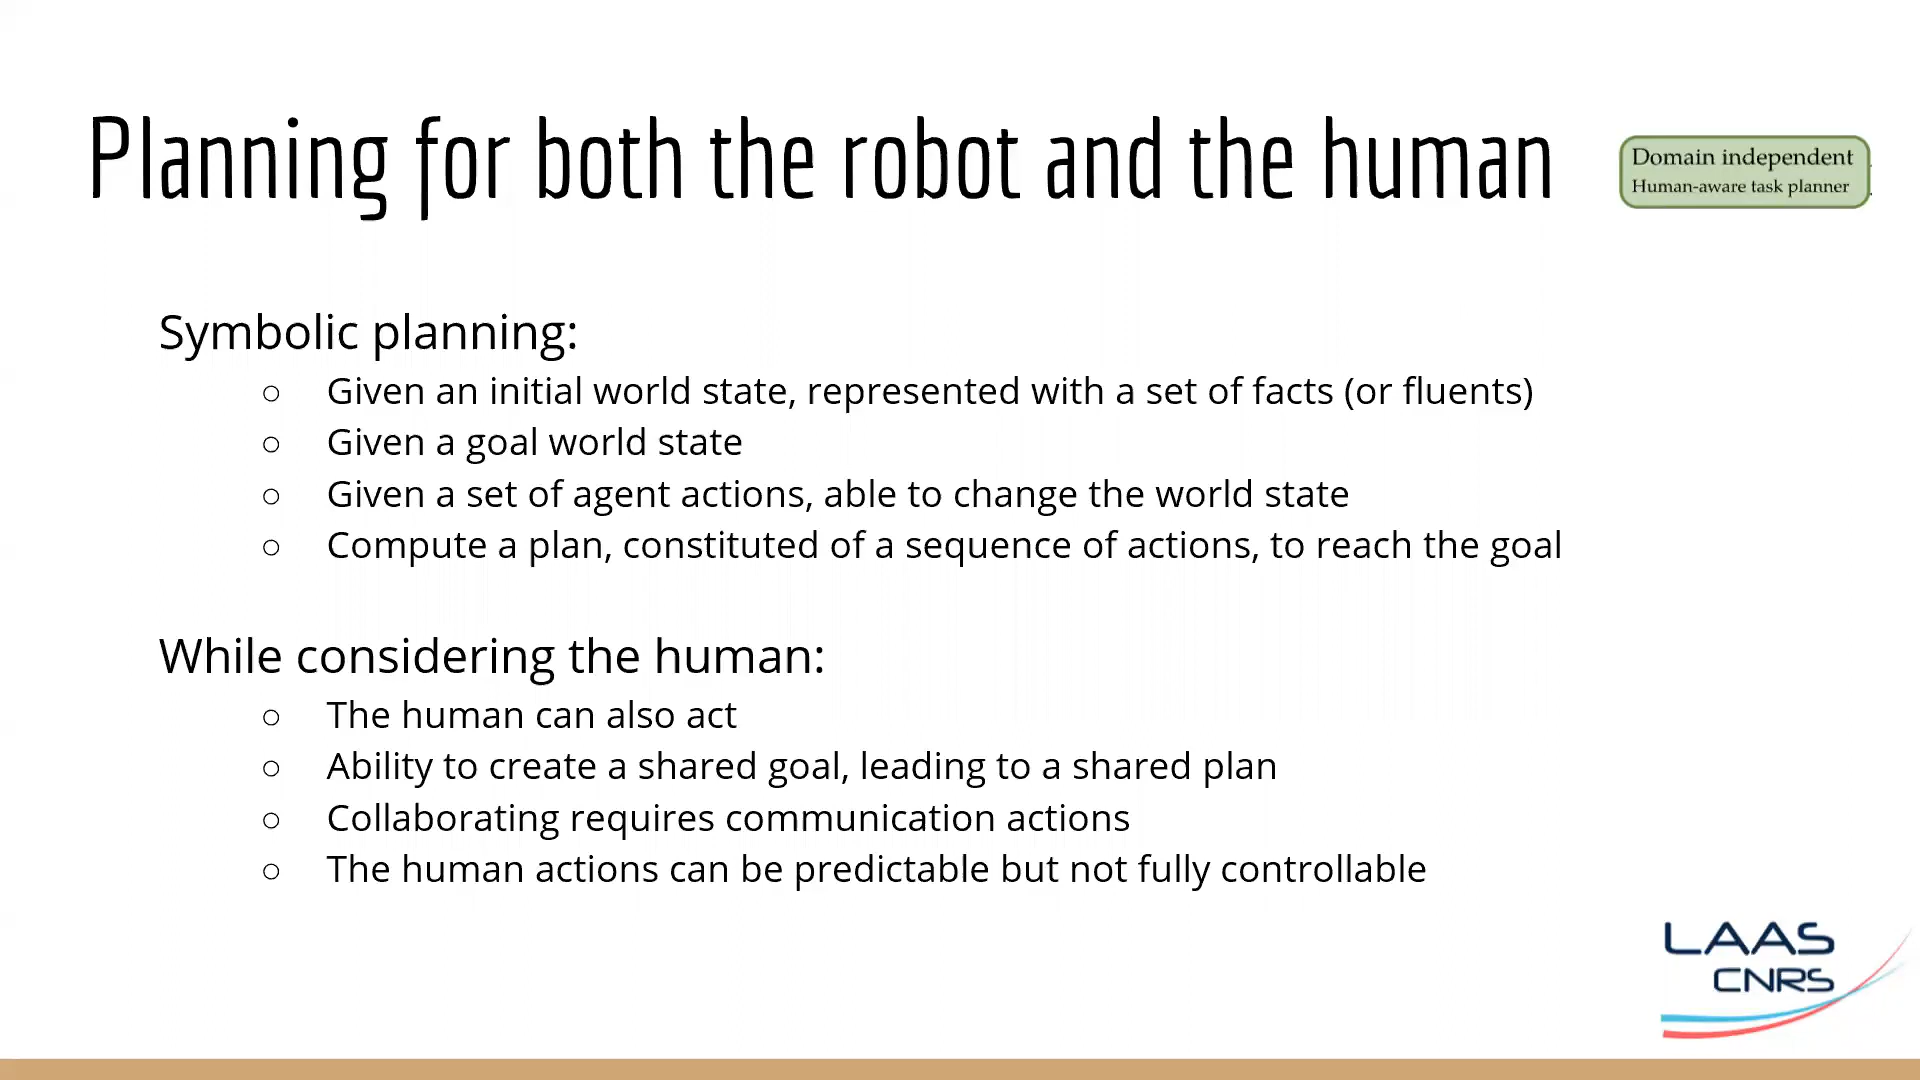 Planning for both the robot and the human
Domain independent
Human-aware task planner
Symbolic planning:
○ Given an initial world state, represented with a set of facts (or fluents)
○ Given a goal world state
○ Given a set of agent actions, able to change the world state
○ Compute a plan, constituted of a sequence of actions, to reach the goal
While considering the human:
○ The human can also act
○ Ability to create a shared goal, leading to a shared plan
○ Collaborating requires communication actions
○ The human actions can be predictable but not fully controllable
LAAS
CNRS